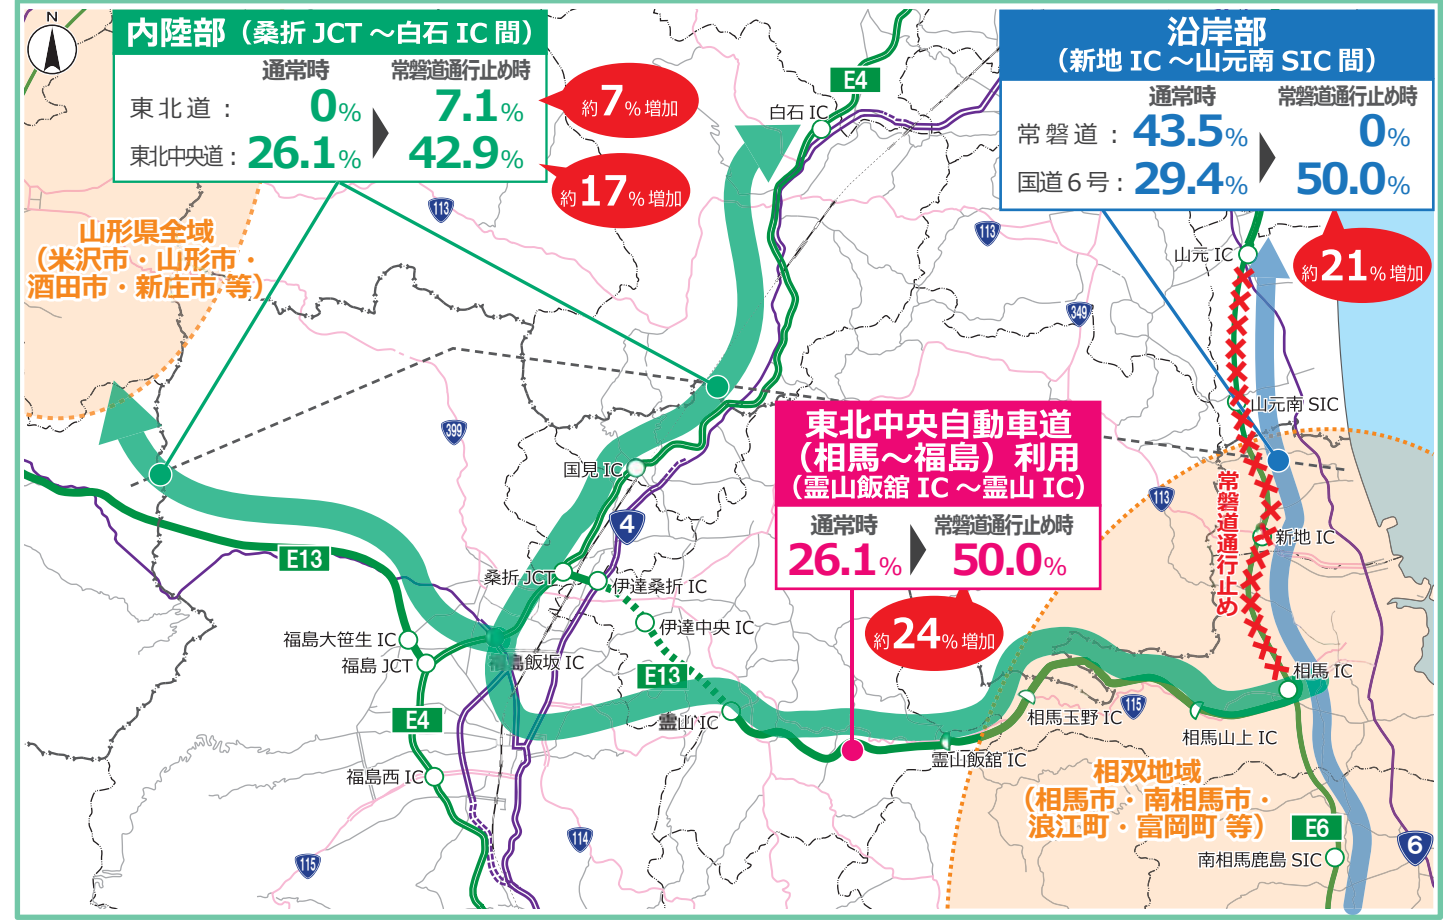 N
内陸部（桑折 JCT ～白石 IC 間）
通常時
常磐道通行止め時
東北道：
0%
7.1%
東北中央道：
26.1%
42.9%
約7%増加
約17%増加
E4
白石 IC
沿岸部
（新地 IC ～山元南 SIC 間）
通常時
常磐道通行止め時
常磐道：
43.5%
0%
国道６号：
29.4%
50.0%
約21%増加
山形県全域
（米沢市・山形市・
酒田市・新庄市 等）
113
113
山元 IC
349
399
山元南 SIC
東北中央自動車道
（相馬～福島）利用
（霊山飯舘 IC ～霊山 IC）
通常時
常磐道通行止め時
26.1%
50.0%
約24%増加
国見 IC
4
113
常磐道通行止め
新地 IC
E13
桑折 JCT
伊達桑折 IC
伊達中央 IC
福島大笹生 IC
福島 JCT
福島飯坂 IC
E13
相馬 IC
霊山 IC
E4
相馬玉野 IC
115
相馬山上 IC
霊山飯舘 IC
福島西 IC
相双地域
（相馬市・南相馬市・
浪江町・富岡町 等）
E6
6
114
115
南相馬鹿島 SIC